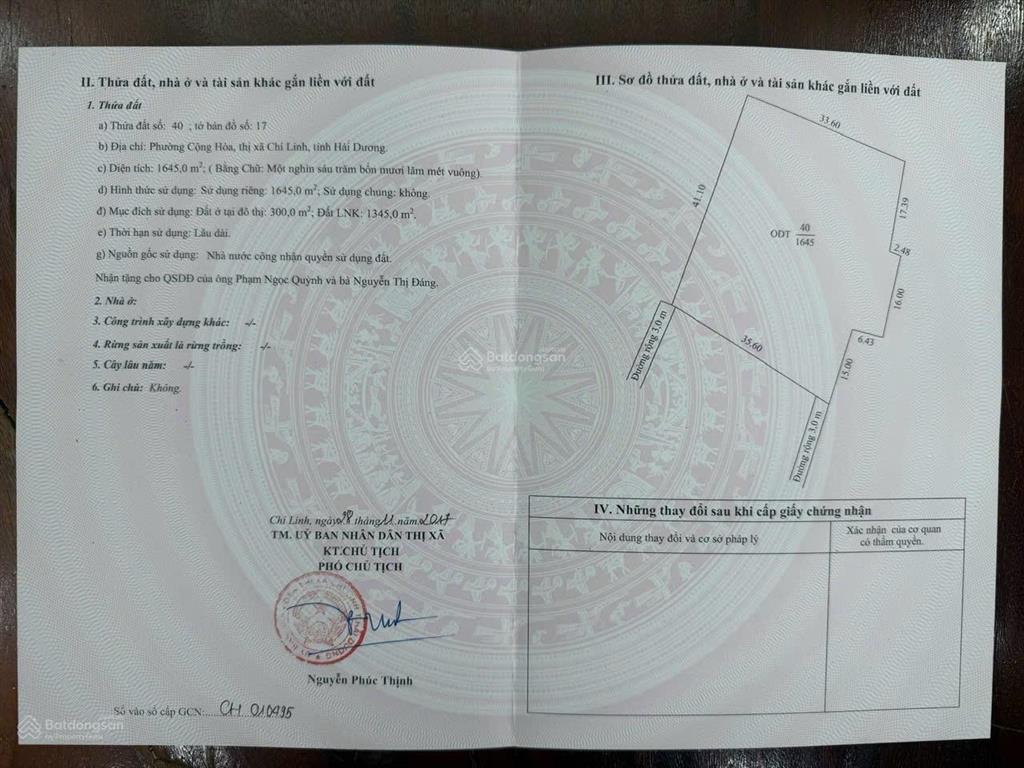 II. Thửa đất, nhà ở và tài sản khác gắn liền với đất
1. Thửa đất
a) Thửa đất số: 40 ; tờ bản đồ số: 17
b) Địa chỉ: Phường Cộng Hòa, thị xã Chí Linh, tỉnh Hải Dương.
c) Diện tích: 1645,0 m²; ( Bằng Chữ: Một nghìn sáu trăm bốn mươi lăm mét vuông)
d) Hình thức sử dụng: Sử dụng riêng: 1645,0 m²; Sử dụng chung: không.
đ) Mục đích sử dụng: Đất ở tại đô thị: 300,0 m²; Đất LNK: 1345,0 m².
e) Thời hạn sử dụng: Lâu dài.
g) Nguồn gốc sử dụng: Nhà nước công nhận quyền sử dụng đất.
Nhận tặng cho QSDĐ của ông Phạm Ngọc Quỳnh và bà Nguyễn Thị Đáng.
2. Nhà ở:
3. Công trình xây dựng khác: -/-
4. Rừng sản xuất là rừng trồng: -/-
5. Cây lâu năm: -/-
6. Ghi chú: Không.
Chí Linh, ngày 28 tháng 11 năm 2017
TM. UỶ BAN NHÂN DÂN THỊ XÃ
KT.CHỦ TỊCH
PHÓ CHỦ TỊCH
Nguyễn Phúc Thịnh
Số vào sổ cấp GCN: CH 010495
III. Sơ đồ thửa đất, nhà ở và tài sản khác gắn liền với đất
33.60
41.10
17.39
ODT 40
1645
2.48
16.00
6.43
15.00
35.60
Đường rộng 3,0 m
Đường rộng 3,0 m
IV. Những thay đổi sau khi cấp giấy chứng nhận
Nội dung thay đổi và cơ sở pháp lý
Xác nhận của cơ quan
có thẩm quyền.
Batdongsan
by PropertyGuru
Batdongsan
by PropertyGuru